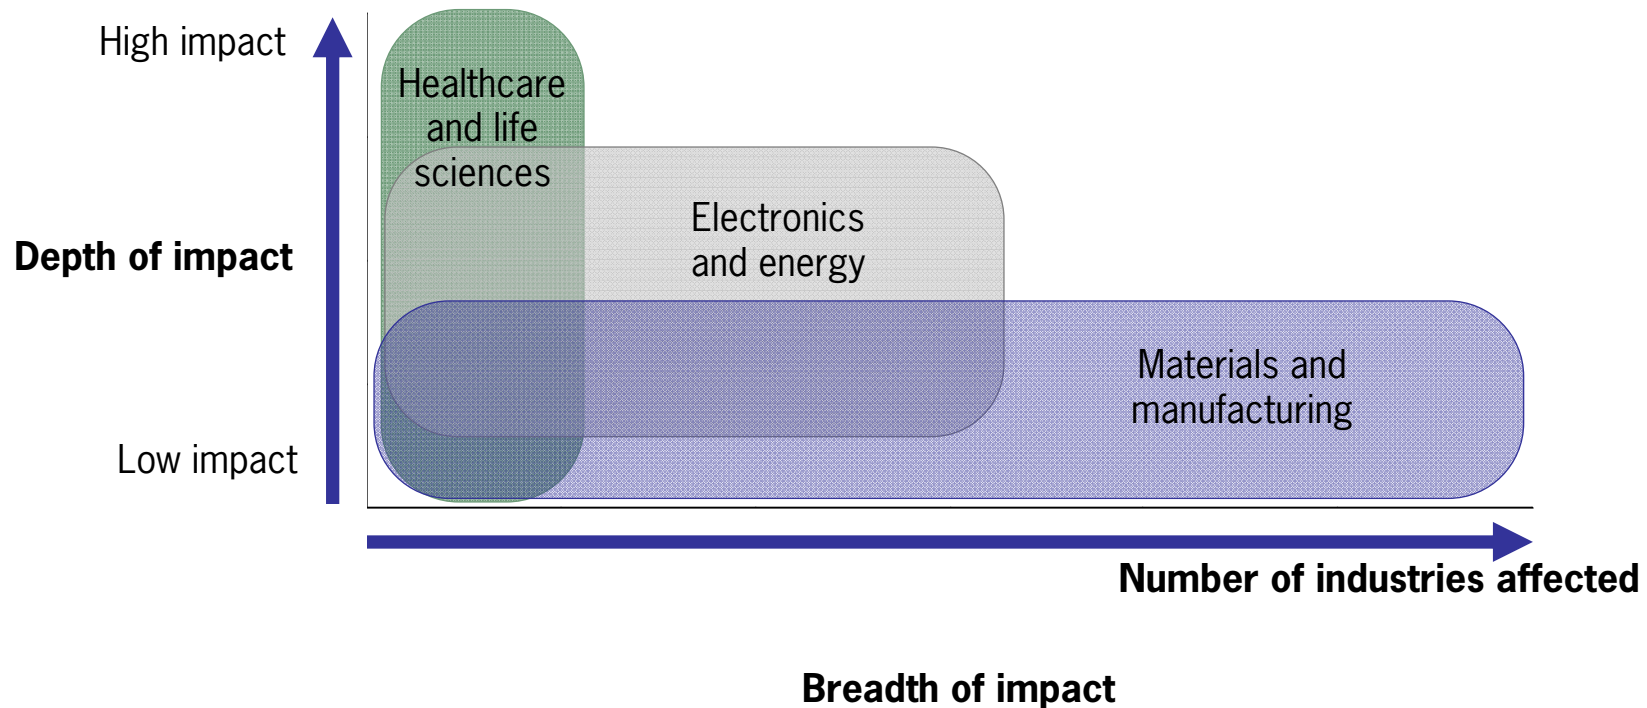 High impact
Healthcare
and life
sciences
Electronics
and energy
Depth of impact
Materials and
manufacturing
Low impact
Number of industries affected
Breadth of impact